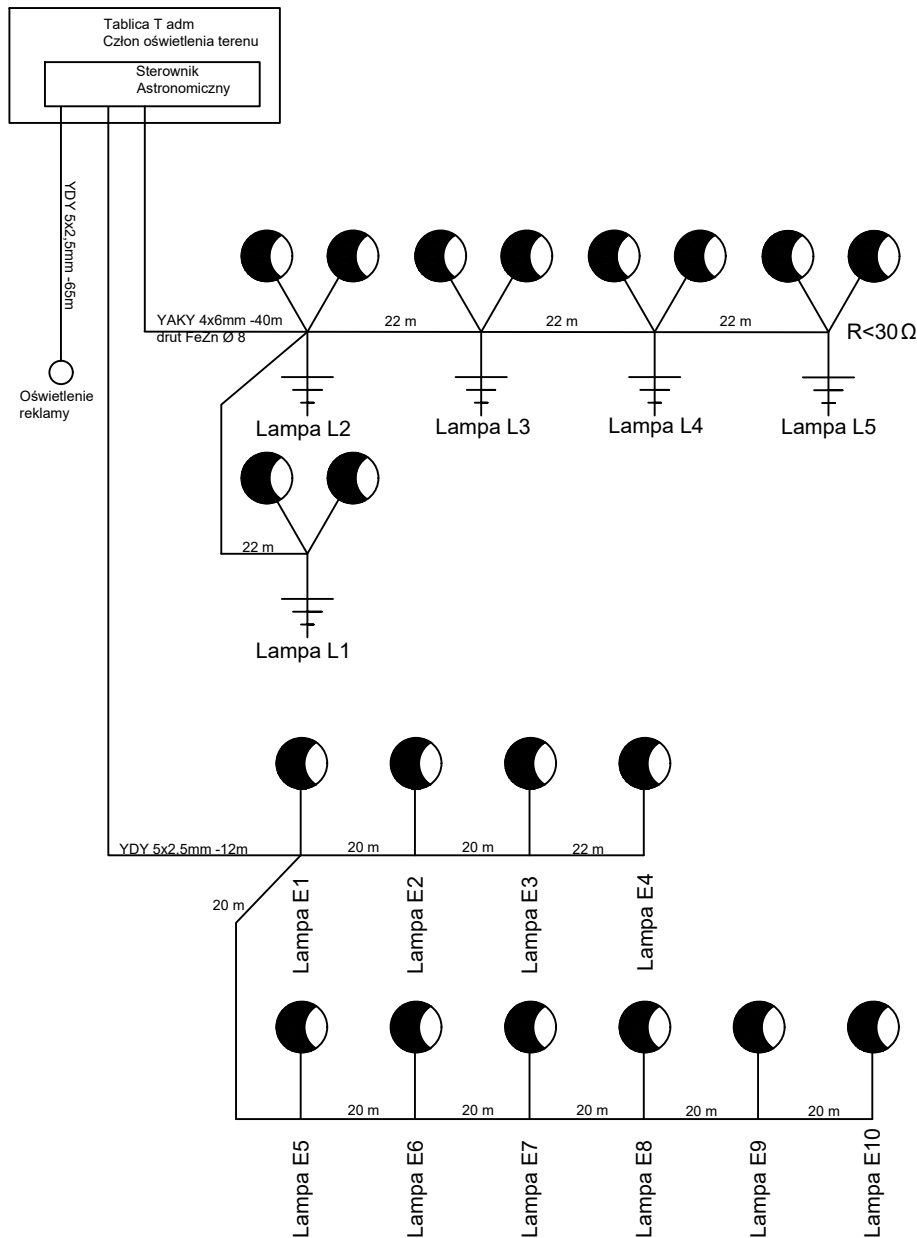 Tablica T adm
Człon oświetlenia terenu
Sterownik
Astronomiczny
YDY 5x2,5mm -65m
Oświetlenie
reklamy
YAKY 4x6mm -40m
drut FeZn Ø 8
22 m
22 m
22 m
R<30 Ω
Lampa L2
Lampa L3
Lampa L4
Lampa L5
22 m
Lampa L1
YDY 5x2,5mm -12m
20 m
20 m
22 m
20 m
Lampa E1
Lampa E2
Lampa E3
Lampa E4
20 m
20 m
20 m
20 m
20 m
Lampa E5
Lampa E6
Lampa E7
Lampa E8
Lampa E9
Lampa E10